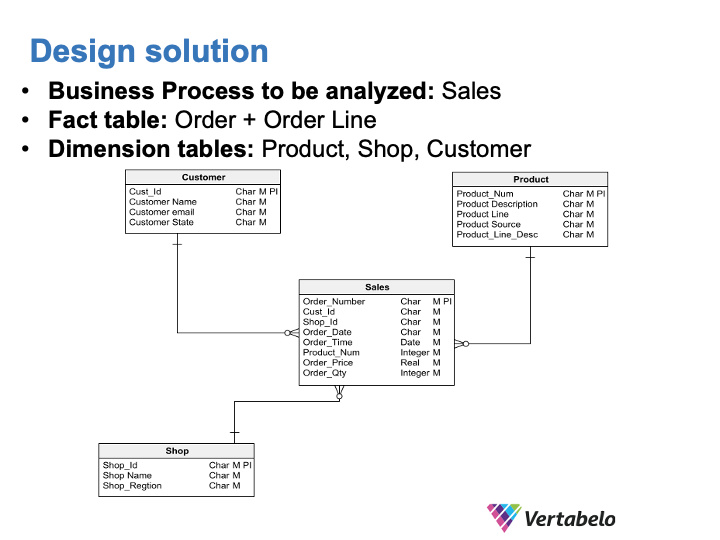 Design solution
• Business Process to be analyzed: Sales
• Fact table: Order + Order Line
• Dimension tables: Product, Shop, Customer
Customer
Cust_Id Char M PI
Customer Name Char M
Customer email Char M
Customer State Char M
Product
Product_Num Char M PI
Product Description Char M
Product Line Char M
Product Source Char M
Product_Line_Desc Char M
Sales
Order_Number Char M PI
Cust_Id Char M
Shop_Id Char M
Order_Date Char M
Order_Time Date M
Product_Num Integer M
Order_Price Real M
Order_Qty Integer M
Shop
Shop_Id Char M PI
Shop Name Char M
Shop_Regtion Char M
Vertabelo